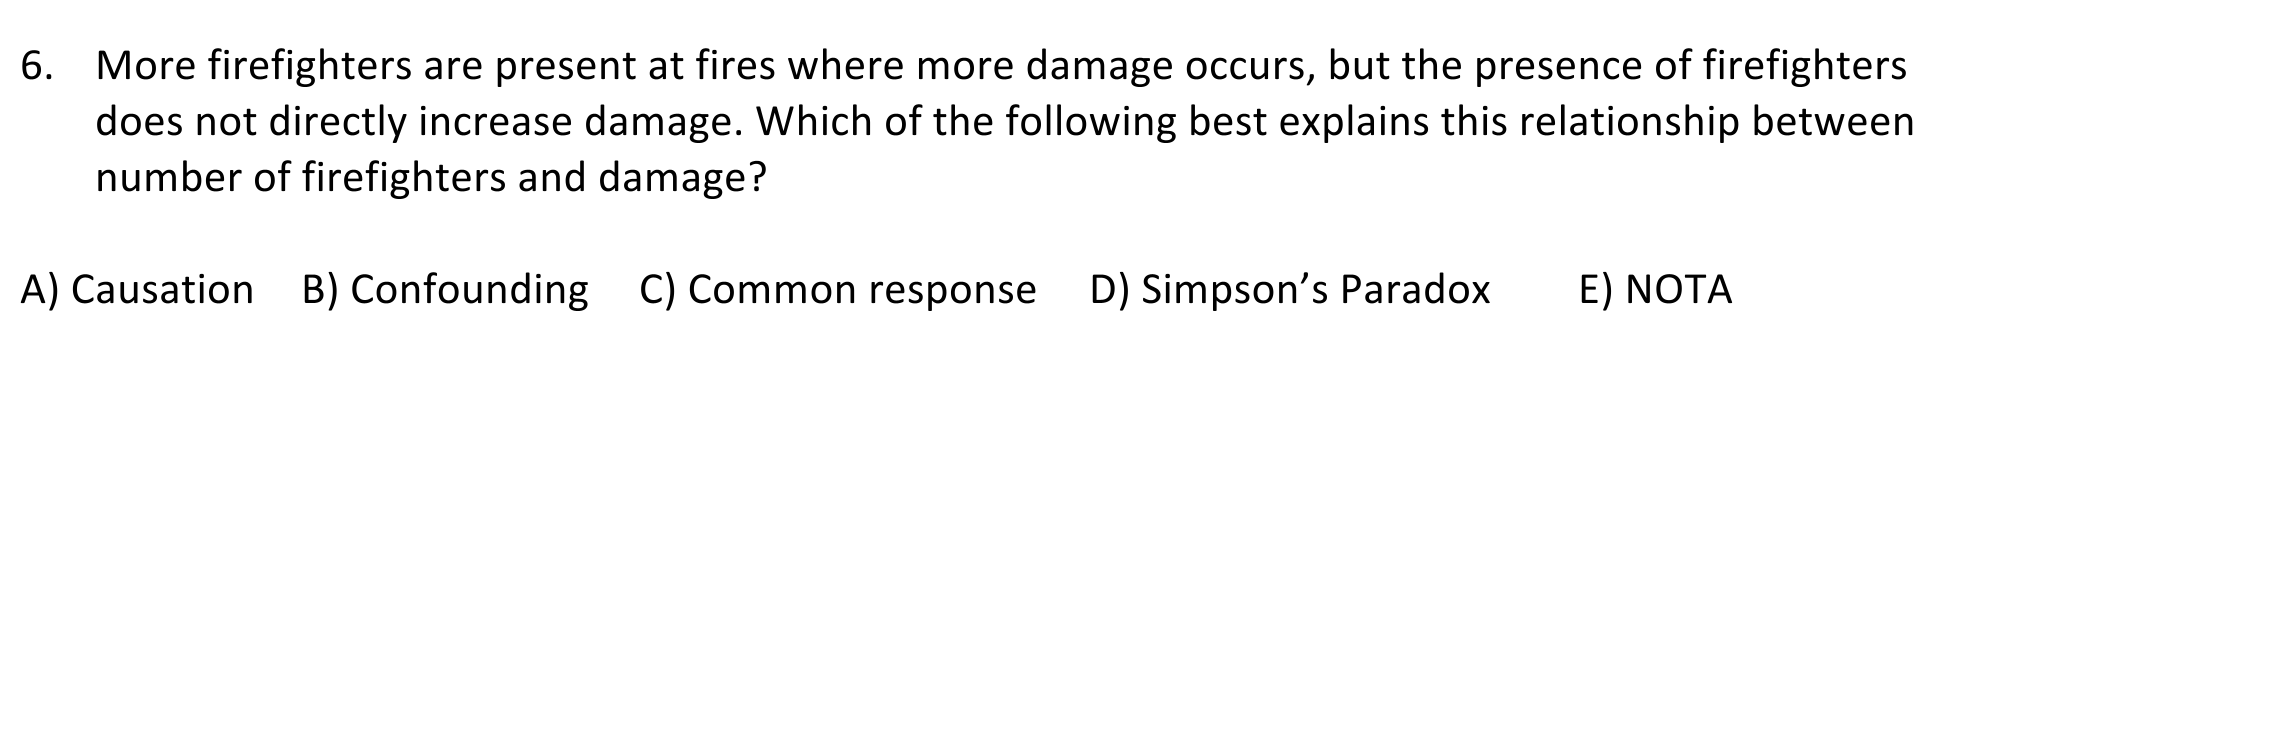 6. More firefighters are present at fires where more damage occurs, but the presence of firefighters
does not directly increase damage. Which of the following best explains this relationship between
number of firefighters and damage?
A) Causation B) Confounding C) Common response D) Simpson’s Paradox E) NOTA